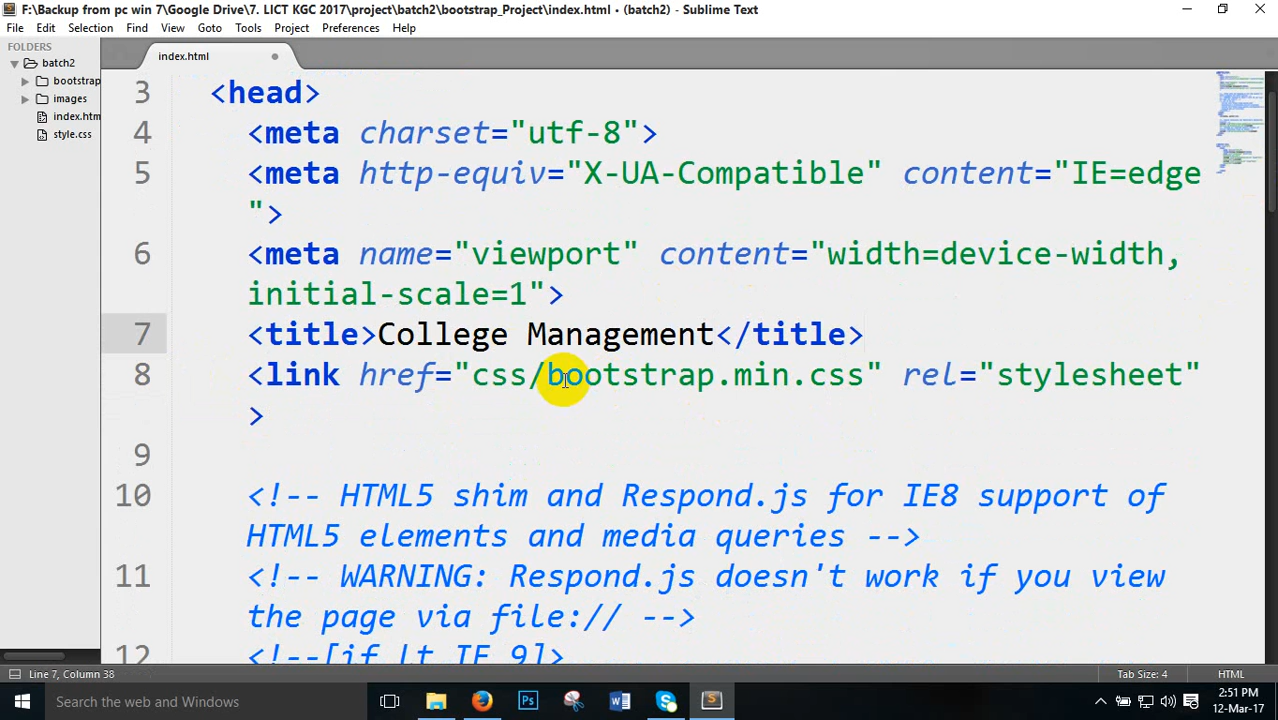 F:\Backup from pc win 7\Google Drive\7. LICT KGC 2017\project\batch2\bootstrap_Project\index.html • (batch2) - Sublime Text
File Edit Selection Find View Goto Tools Project Preferences Help
FOLDERS
batch2
bootstrap
images
index.htm
style.css
index.html
3 <head>
4 <meta charset="utf-8">
5 <meta http-equiv="X-UA-Compatible" content="IE=edge
">
6 <meta name="viewport" content="width=device-width,
initial-scale=1">
7 <title>College Management</title>
8 <link href="css/bootstrap.min.css" rel="stylesheet"
>
9
10 <!-- HTML5 shim and Respond.js for IE8 support of
HTML5 elements and media queries -->
11 <!-- WARNING: Respond.js doesn't work if you view
the page via file:// -->
12 <!--[if lt IE 9]>
Line 7, Column 38
Tab Size: 4
HTML
Search the web and Windows
2:51 PM
12-Mar-17